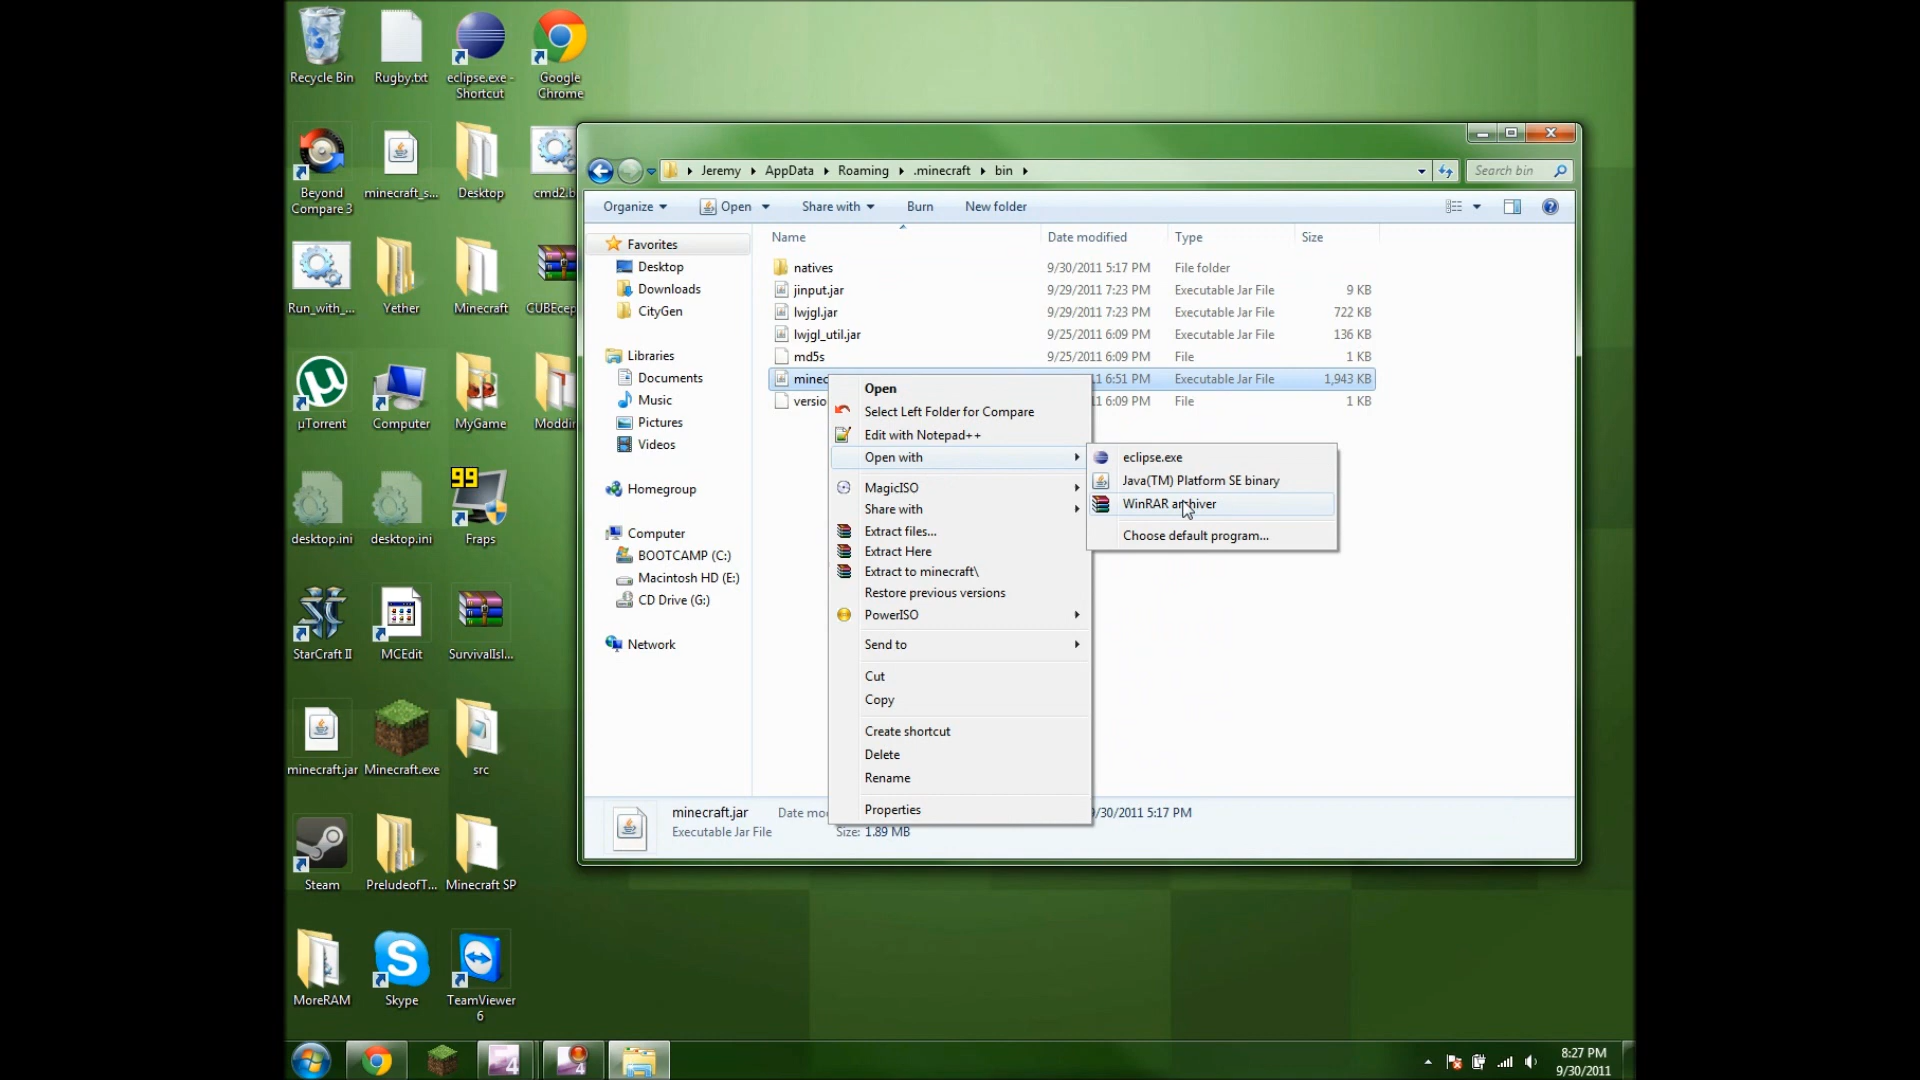 Recycle Bin
Rugby.txt
eclipse.exe - Shortcut
Google Chrome
Beyond Compare 3
minecraft_s...
Desktop
cmd2.b
Run_with_...
Yether
Minecraft
CUBEcep
µTorrent
Computer
MyGame
Moddin
desktop.ini
desktop.ini
99
Fraps
StarCraft II
MCEdit
SurvivalIsl...
minecraft.jar
Minecraft.exe
src
Steam
PreludeofT...
Minecraft SP
MoreRAM
Skype
TeamViewer 6
Jeremy AppData Roaming .minecraft bin
Search bin
Organize Open Share with Burn New folder
Favorites
Desktop
Downloads
CityGen
Libraries
Documents
Music
Pictures
Videos
Homegroup
Computer
BOOTCAMP (C:)
Macintosh HD (E:)
CD Drive (G:)
Network
Name Date modified Type Size
natives 9/30/2011 5:17 PM File folder
jinput.jar 9/29/2011 7:23 PM Executable Jar File 9 KB
lwjgl.jar 9/29/2011 7:23 PM Executable Jar File 722 KB
lwjgl_util.jar 9/25/2011 6:09 PM Executable Jar File 136 KB
md5s 9/25/2011 6:09 PM File 1 KB
minec 1 6:51 PM Executable Jar File 1,943 KB
versio 1 6:09 PM File 1 KB
Open
Select Left Folder for Compare
Edit with Notepad++
Open with
MagicISO
Share with
Extract files...
Extract Here
Extract to minecraft\
Restore previous versions
PowerISO
Send to
Cut
Copy
Create shortcut
Delete
Rename
Properties
eclipse.exe
Java(TM) Platform SE binary
WinRAR archiver
Choose default program...
minecraft.jar Date mo 9/30/2011 5:17 PM
Executable Jar File Size: 1.89 MB
4
4
8:27 PM
9/30/2011